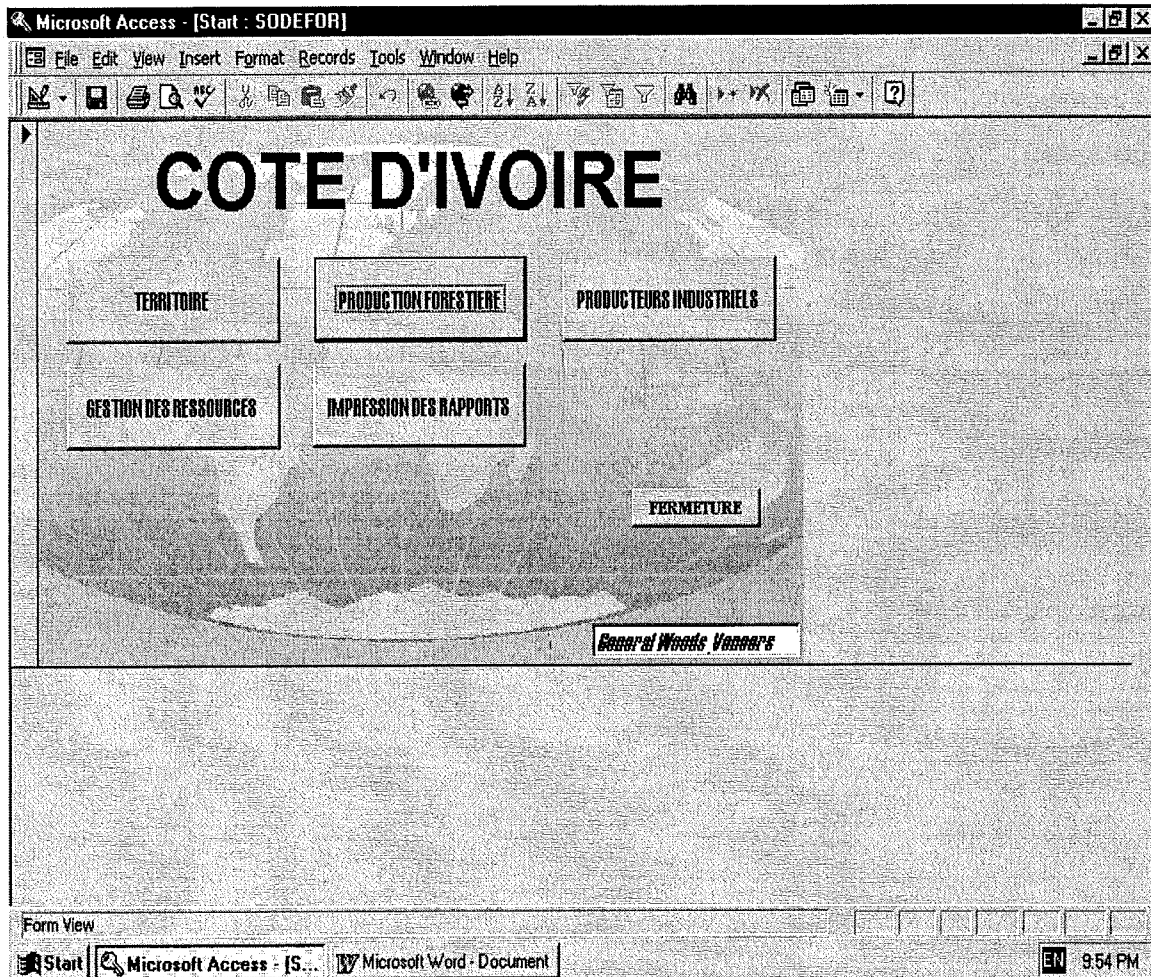 Microsoft Access - [Start : SODEFOR]
File Edit View Insert Format Records Tools Window Help
COTE D'IVOIRE
TERRITOIRE PRODUCTION FORESTIERE PRODUCTEURS INDUSTRIELS
GESTION DES RESSOURCES IMPRESSION DES RAPPORTS
FERMETURE
General Woods Veneers
Form View
Start Microsoft Access - [S... Microsoft Word - Document EN 9:54 PM